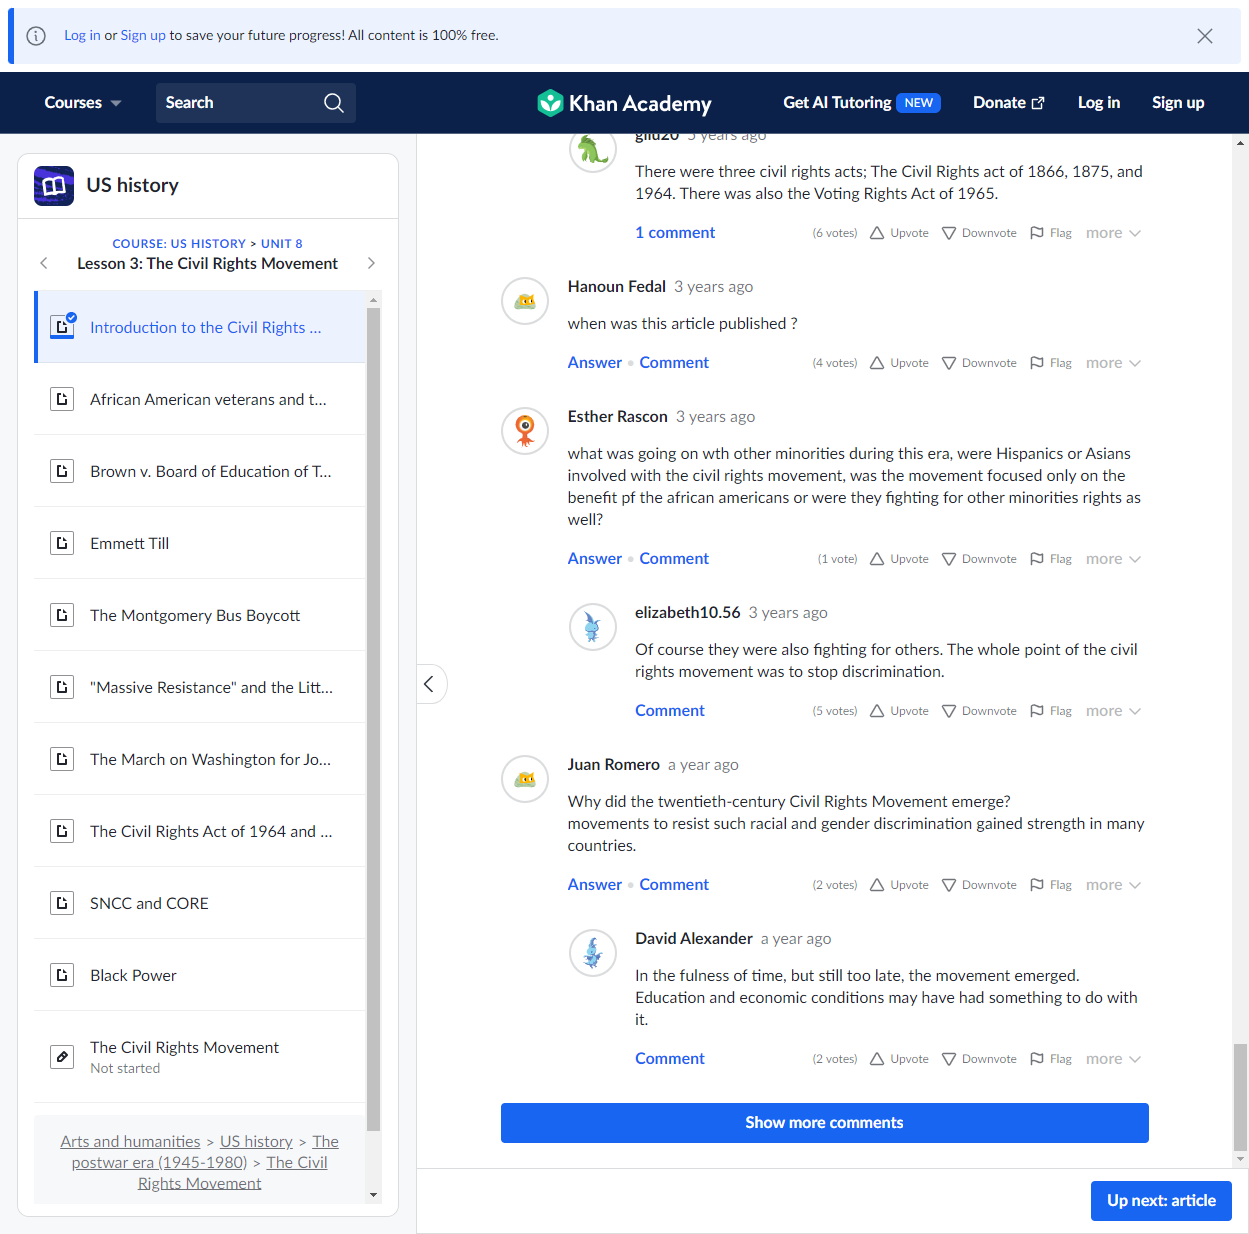 Log in or Sign up to save your future progress! All content is 100% free.
Courses
Search
Khan Academy
Get AI Tutoring NEW
Donate
Log in
Sign up
US history
COURSE: US HISTORY > UNIT 8
Lesson 3: The Civil Rights Movement
Introduction to the Civil Rights ...
African American veterans and t...
Brown v. Board of Education of T...
Emmett Till
The Montgomery Bus Boycott
"Massive Resistance" and the Litt...
The March on Washington for Jo...
The Civil Rights Act of 1964 and ...
SNCC and CORE
Black Power
The Civil Rights Movement
Not started
Arts and humanities > US history > The
postwar era (1945-1980) > The Civil
Rights Movement
5 years ago
There were three civil rights acts; The Civil Rights act of 1866, 1875, and
1964. There was also the Voting Rights Act of 1965.
1 comment (6 votes) Upvote Downvote Flag more
Hanoun Fedal 3 years ago
when was this article published ?
Answer • Comment (4 votes) Upvote Downvote Flag more
Esther Rascon 3 years ago
what was going on wth other minorities during this era, were Hispanics or Asians
involved with the civil rights movement, was the movement focused only on the
benefit pf the african americans or were they fighting for other minorities rights as
well?
Answer • Comment (1 vote) Upvote Downvote Flag more
elizabeth10.56 3 years ago
Of course they were also fighting for others. The whole point of the civil
rights movement was to stop discrimination.
Comment (5 votes) Upvote Downvote Flag more
Juan Romero a year ago
Why did the twentieth-century Civil Rights Movement emerge?
movements to resist such racial and gender discrimination gained strength in many
countries.
Answer • Comment (2 votes) Upvote Downvote Flag more
David Alexander a year ago
In the fulness of time, but still too late, the movement emerged.
Education and economic conditions may have had something to do with
it.
Comment (2 votes) Upvote Downvote Flag more
Show more comments
Up next: article